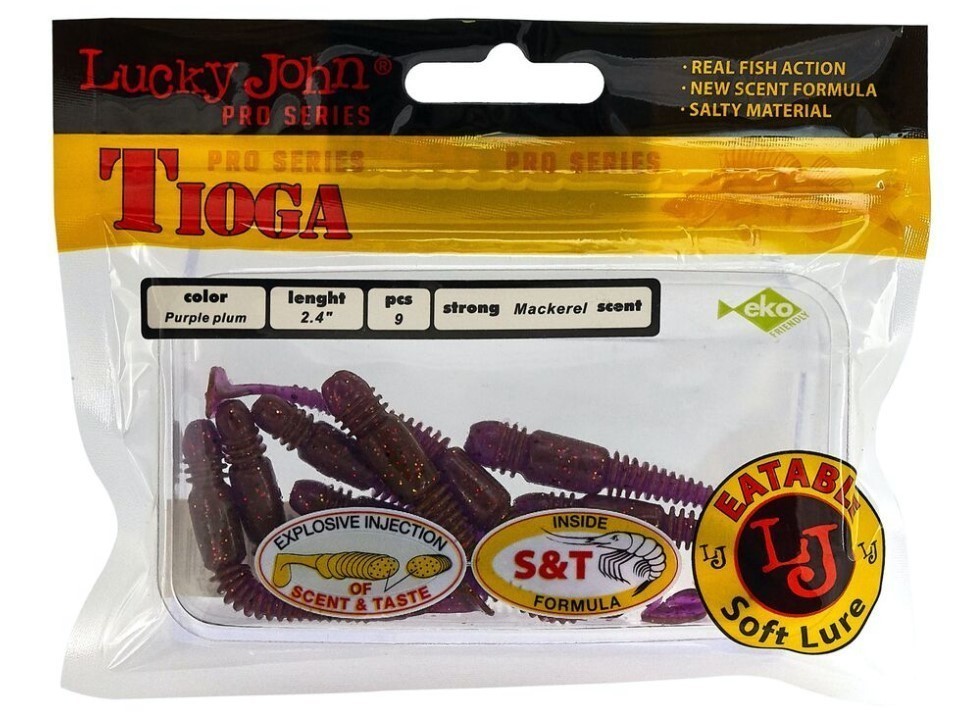 Lucky John®
PRO SERIES
· REAL FISH ACTION
· NEW SCENT FORMULA
· SALTY MATERIAL
PRO SERIES PRO SERIES
TIOGA
color
Purple plum
lenght
2.4"
pcs
9
strong Mackerel scent
eko
FRIENDLY
EXPLOSIVE INJECTION
OF
SCENT & TASTE
INSIDE
S&T
FORMULA
EATABLE
LJ LJ LJ
Soft Lure